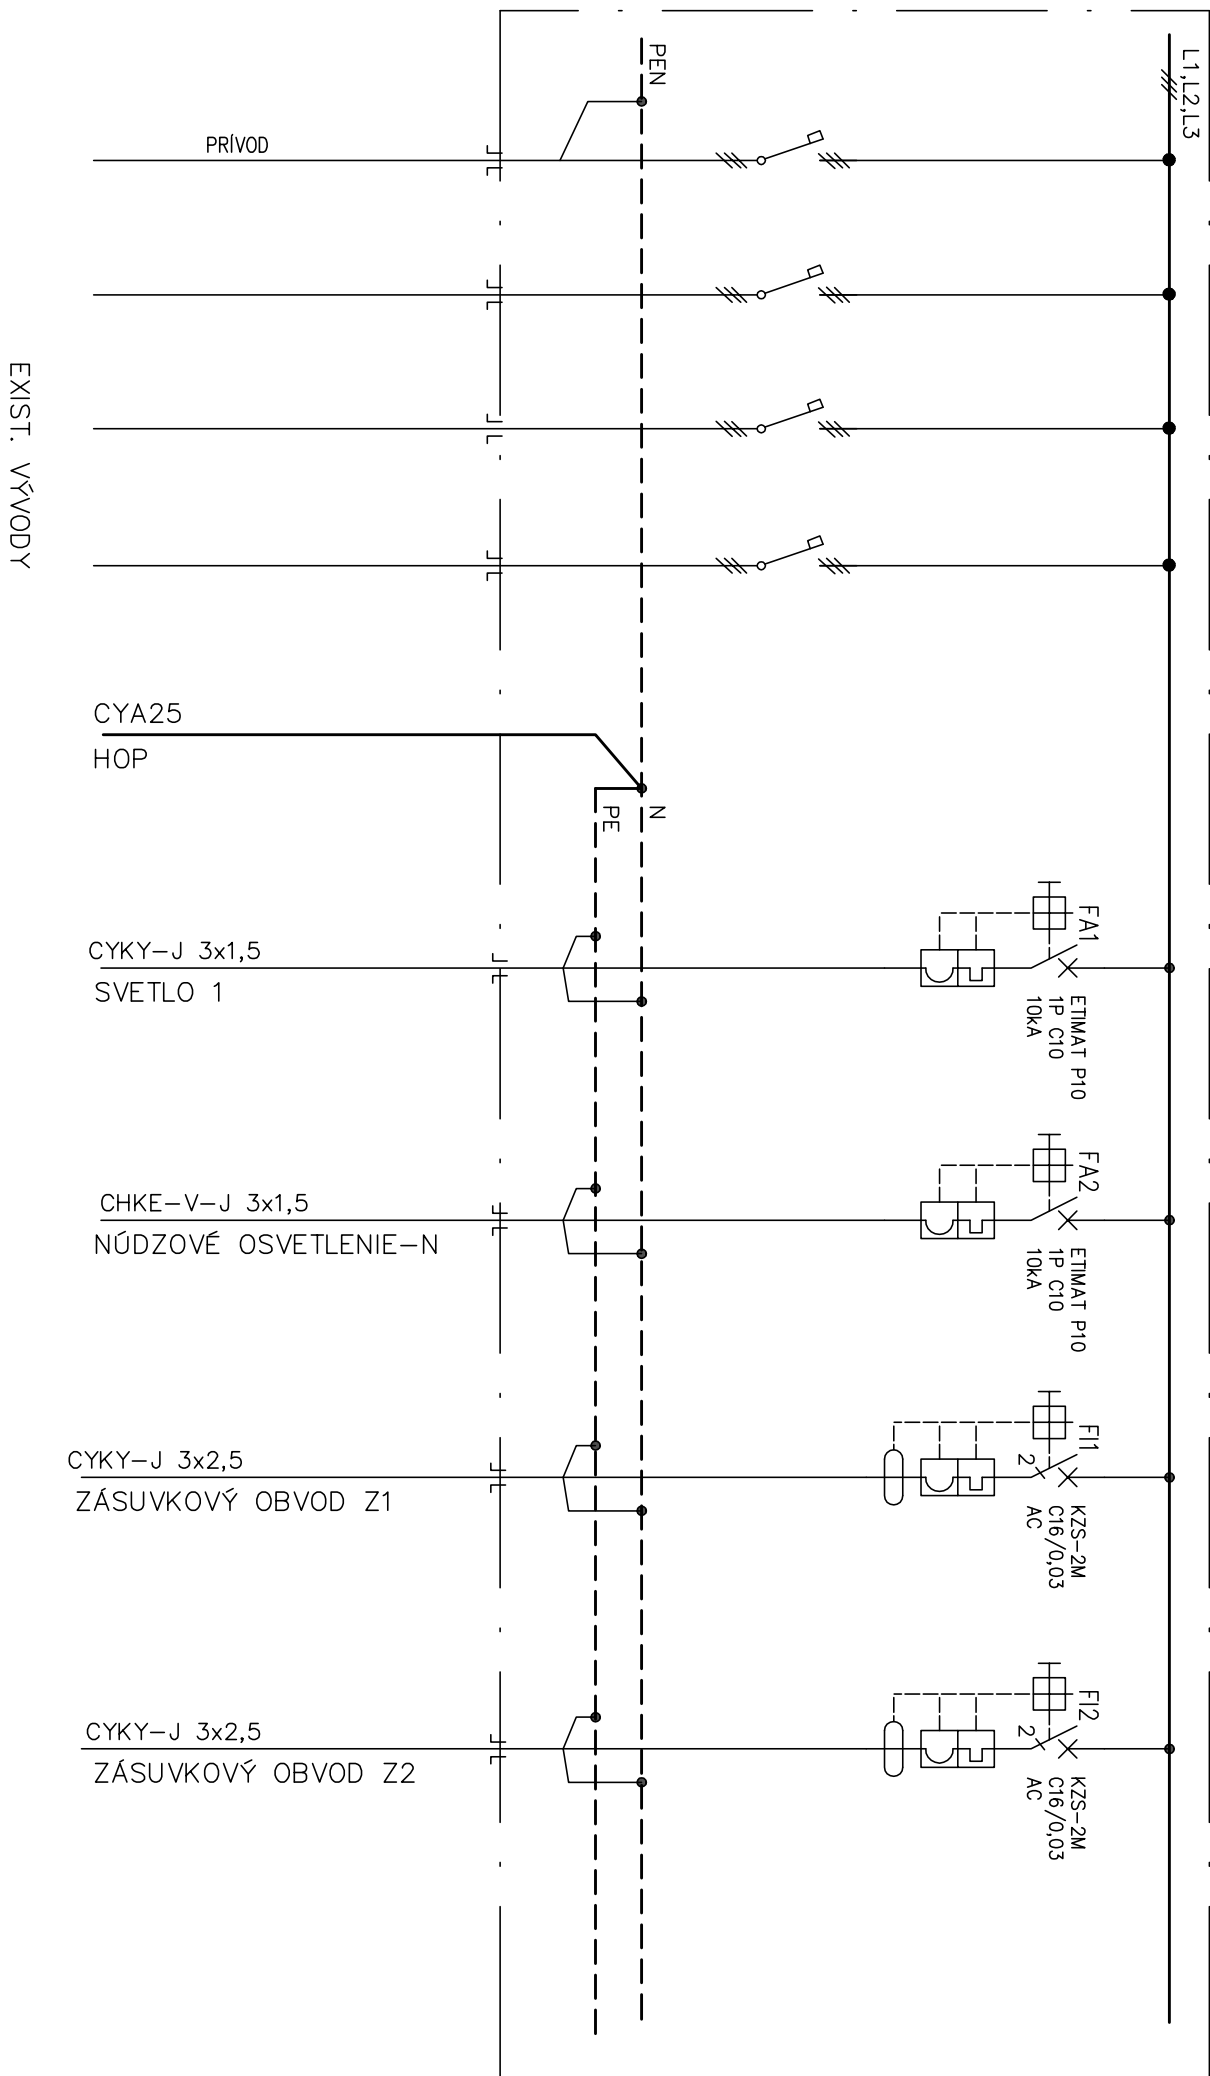 L1,L2,L3
PEN
PRÍVOD
EXIST. VÝVODY
CYA25
HOP
N
PE
FA1
CYKY-J 3x1,5
SVETLO 1
ETIMAT P10
1P C10
10kA
FA2
CHKE-V-J 3x1,5
NÚDZOVÉ OSVETLENIE-N
ETIMAT P10
1P C10
10kA
FI1
2
CYKY-J 3x2,5
ZÁSUVKOVÝ OBVOD Z1
KZS-2M
C16/0,03
AC
FI2
2
CYKY-J 3x2,5
ZÁSUVKOVÝ OBVOD Z2
KZS-2M
C16/0,03
AC